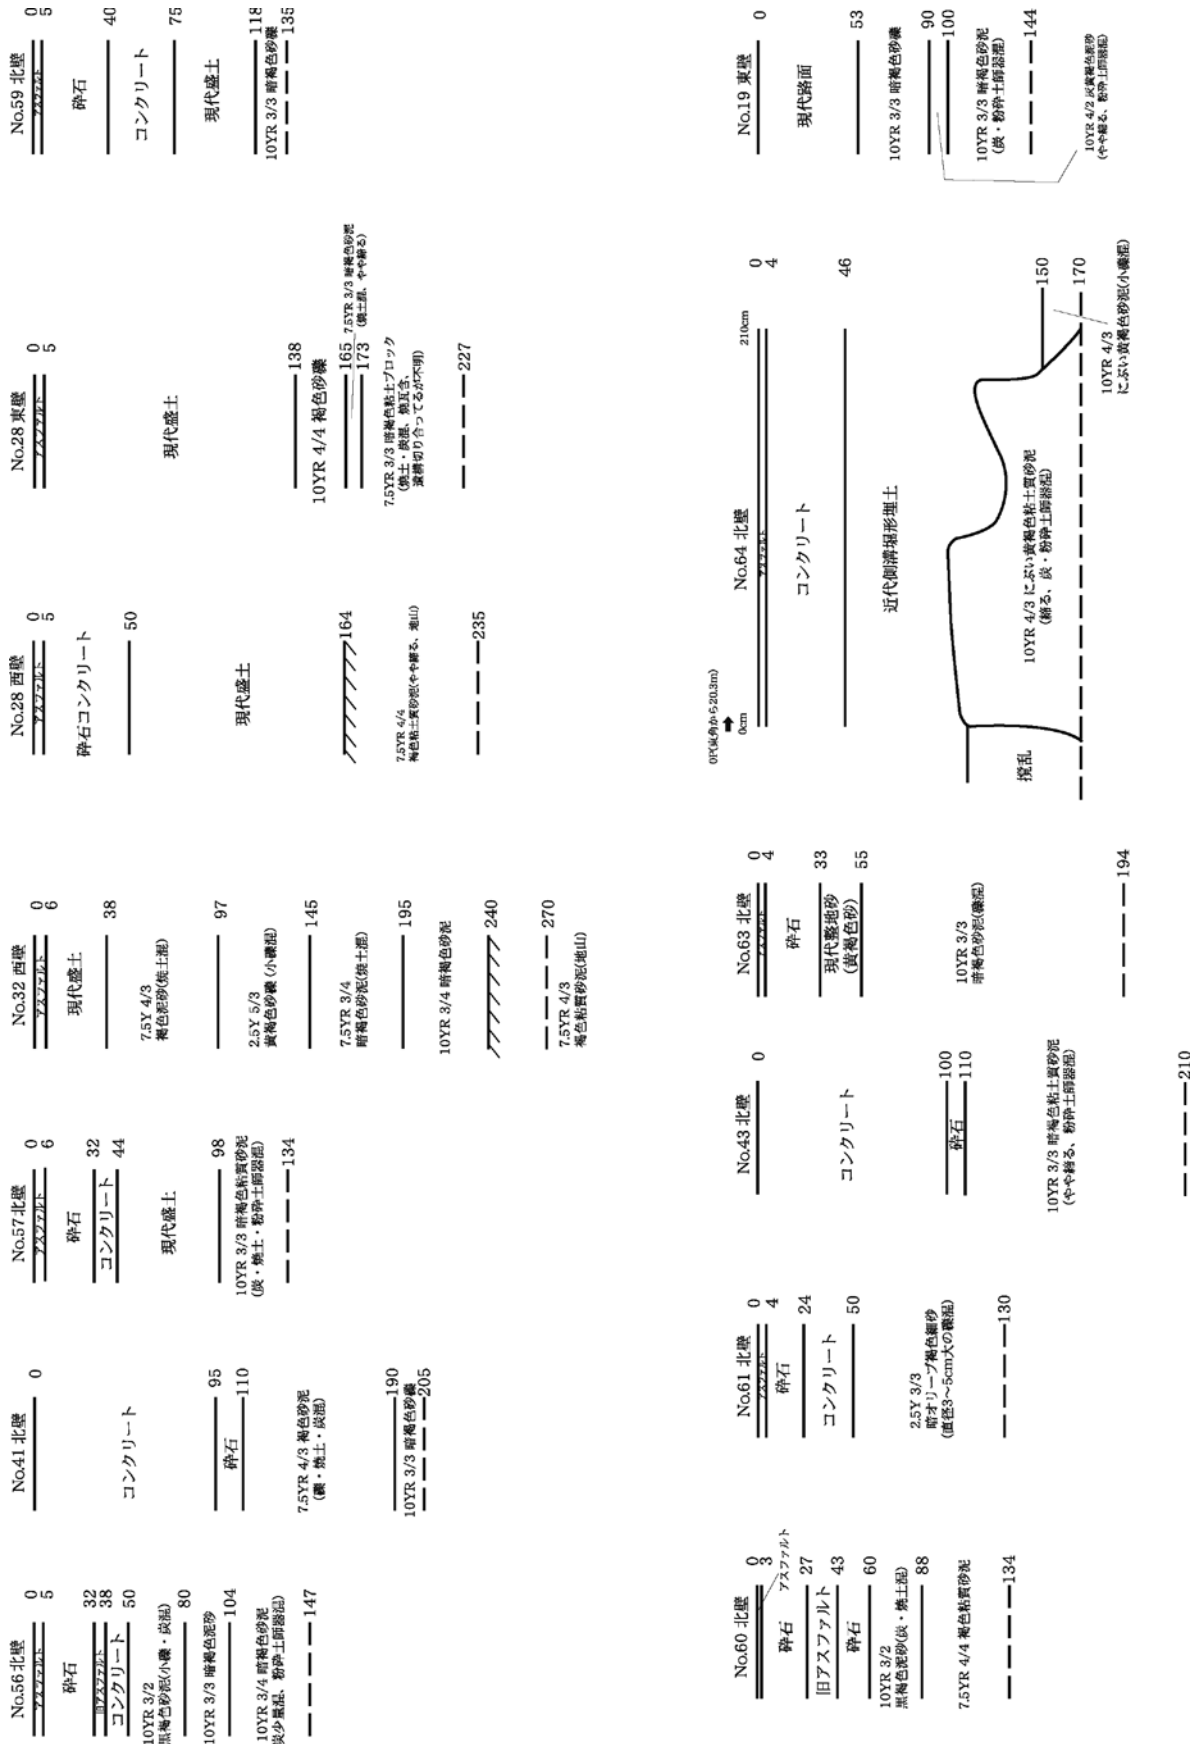 No.56 北壁
0
5
アスファルト
砕石
32
旧アスファルト
38
コンクリート
50
10YR 3/2
黒褐色砂泥(小礫・炭混)
80
10YR 3/3 暗褐色泥砂
104
10YR 3/4 暗褐色砂泥
炭少量混、粉砕土師器混)
147
No.41 北壁
0
コンクリート
95
砕石
110
7.5YR 4/3 褐色砂泥
(礫・焼土・炭混)
190
10YR 3/3 暗褐色砂礫
205
No.57 北壁
0
6
アスファルト
砕石
32
コンクリート
44
現代盛土
98
10YR 3/3 暗褐色粘質砂泥
(炭・焼土・粉砕土師器混)
134
No.32 西壁
0
6
アスファルト
現代盛土
38
7.5Y 4/3
褐色泥砂(焼土混)
97
2.5Y 5/3
黄褐色砂礫(小礫混)
145
7.5YR 3/4
暗褐色砂泥(焼土混)
195
10YR 3/4 暗褐色砂泥
240
270
7.5YR 4/3
褐色粘質砂泥(地山)
No.28 西壁
0
5
アスファルト
砕石コンクリート
50
現代盛土
164
7.5YR 4/4
褐色粘土質砂泥(やや締る、地山)
235
No.28 東壁
0
5
アスファルト
現代盛土
138
10YR 4/4 褐色砂礫
165
7.5YR 3/3 暗褐色砂泥
(焼土混、やや締る)
173
7.5YR 3/3 暗褐色粘土ブロック
(焼土・炭混、焼瓦含、
遺構切り合ってるが不明)
227
No.59 北壁
0
5
アスファルト
砕石
40
コンクリート
75
現代盛土
118
10YR 3/3 暗褐色砂礫
135
No.60 北壁
0
3
アスファルト
砕石
27
旧アスファルト
43
砕石
60
10YR 3/2
黒褐色泥砂(炭・焼土混)
88
7.5YR 4/4 褐色粘質砂泥
134
No.61 北壁
0
4
アスファルト
砕石
24
コンクリート
50
2.5Y 3/3
暗オリーブ褐色細砂
(直径3～5cm大の礫混)
130
No.43 北壁
0
コンクリート
100
砕石
110
10YR 3/3 暗褐色粘土質砂泥
(やや締る、粉砕土師器混)
210
No.63 北壁
0
4
アスファルト
砕石
33
現代整地砂
(黄褐色砂)
55
10YR 3/3
暗褐色砂泥(礫混)
194
No.64 北壁
0P(東角から20.3m)
0cm
210cm
0
4
アスファルト
コンクリート
46
近代側溝堀形埋土
10YR 4/3 にぶい黄褐色粘土質砂泥
(締る、炭・粉砕土師器混)
撹乱
150
170
10YR 4/3
にぶい黄褐色砂泥(小礫混)
No.19 東壁
0
現代路面
53
10YR 3/3 暗褐色砂礫
90
100
10YR 3/3 暗褐色砂泥
(炭・粉砕土師器混)
144
10YR 4/2 灰黄褐色泥砂
(やや締る、粉砕土師器混)